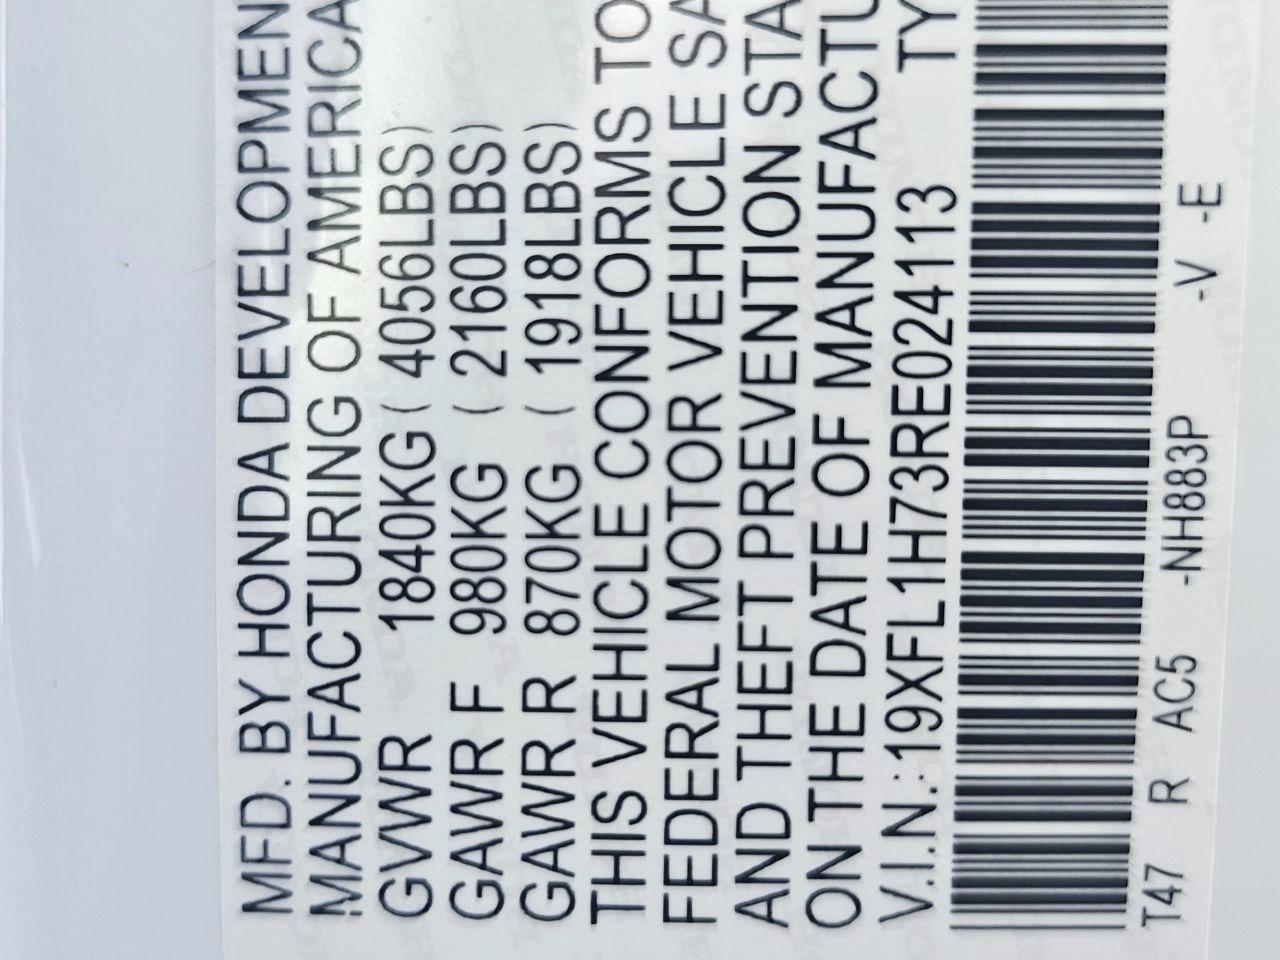 MFD. BY HONDA DEVELOPMEN
MANUFACTURING OF AMERICA
GVWR 1840KG ( 4056LBS)
GAWR F 980KG ( 2160LBS)
GAWR R 870KG ( 1918LBS)
THIS VEHICLE CONFORMS TO
FEDERAL MOTOR VEHICLE SA
AND THEFT PREVENTION STA
ON THE DATE OF MANUFACTU
V.I.N.:19XFL1H73RE024113 TY
T47 R AC5 -NH883P -V -E